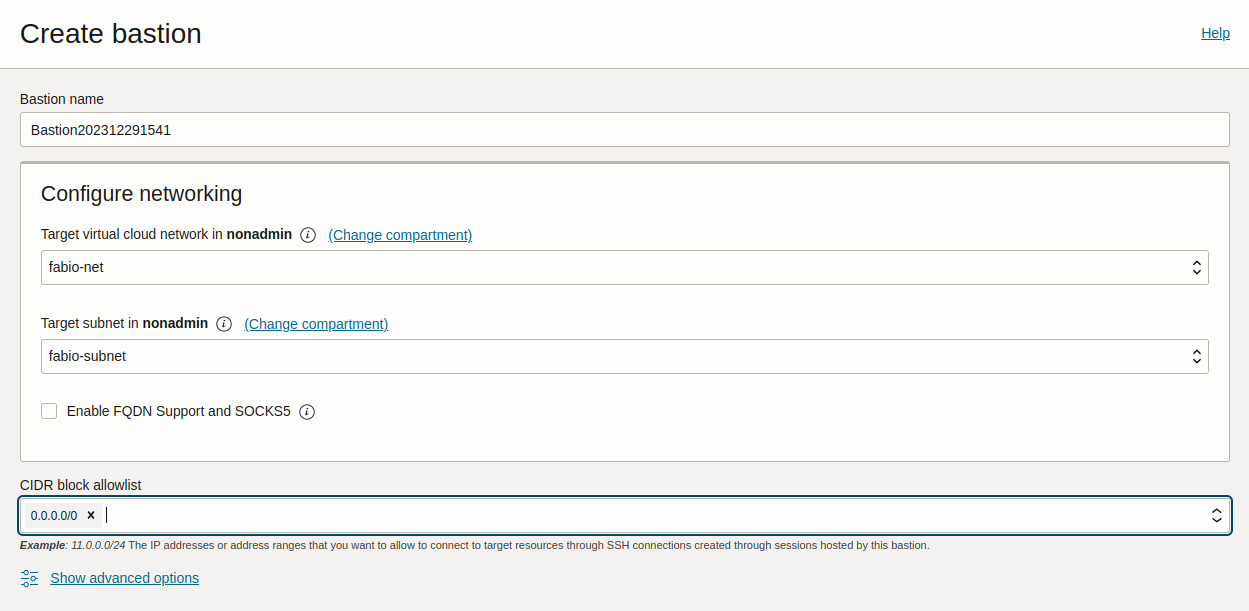 Create bastion
Help
Bastion name
Bastion202312291541
Configure networking
Target virtual cloud network in nonadmin i (Change compartment)
fabio-net
Target subnet in nonadmin i (Change compartment)
fabio-subnet
Enable FQDN Support and SOCKS5 i
CIDR block allowlist
0.0.0.0/0 ×
Example: 11.0.0.0/24 The IP addresses or address ranges that you want to allow to connect to target resources through SSH connections created through sessions hosted by this bastion.
Show advanced options